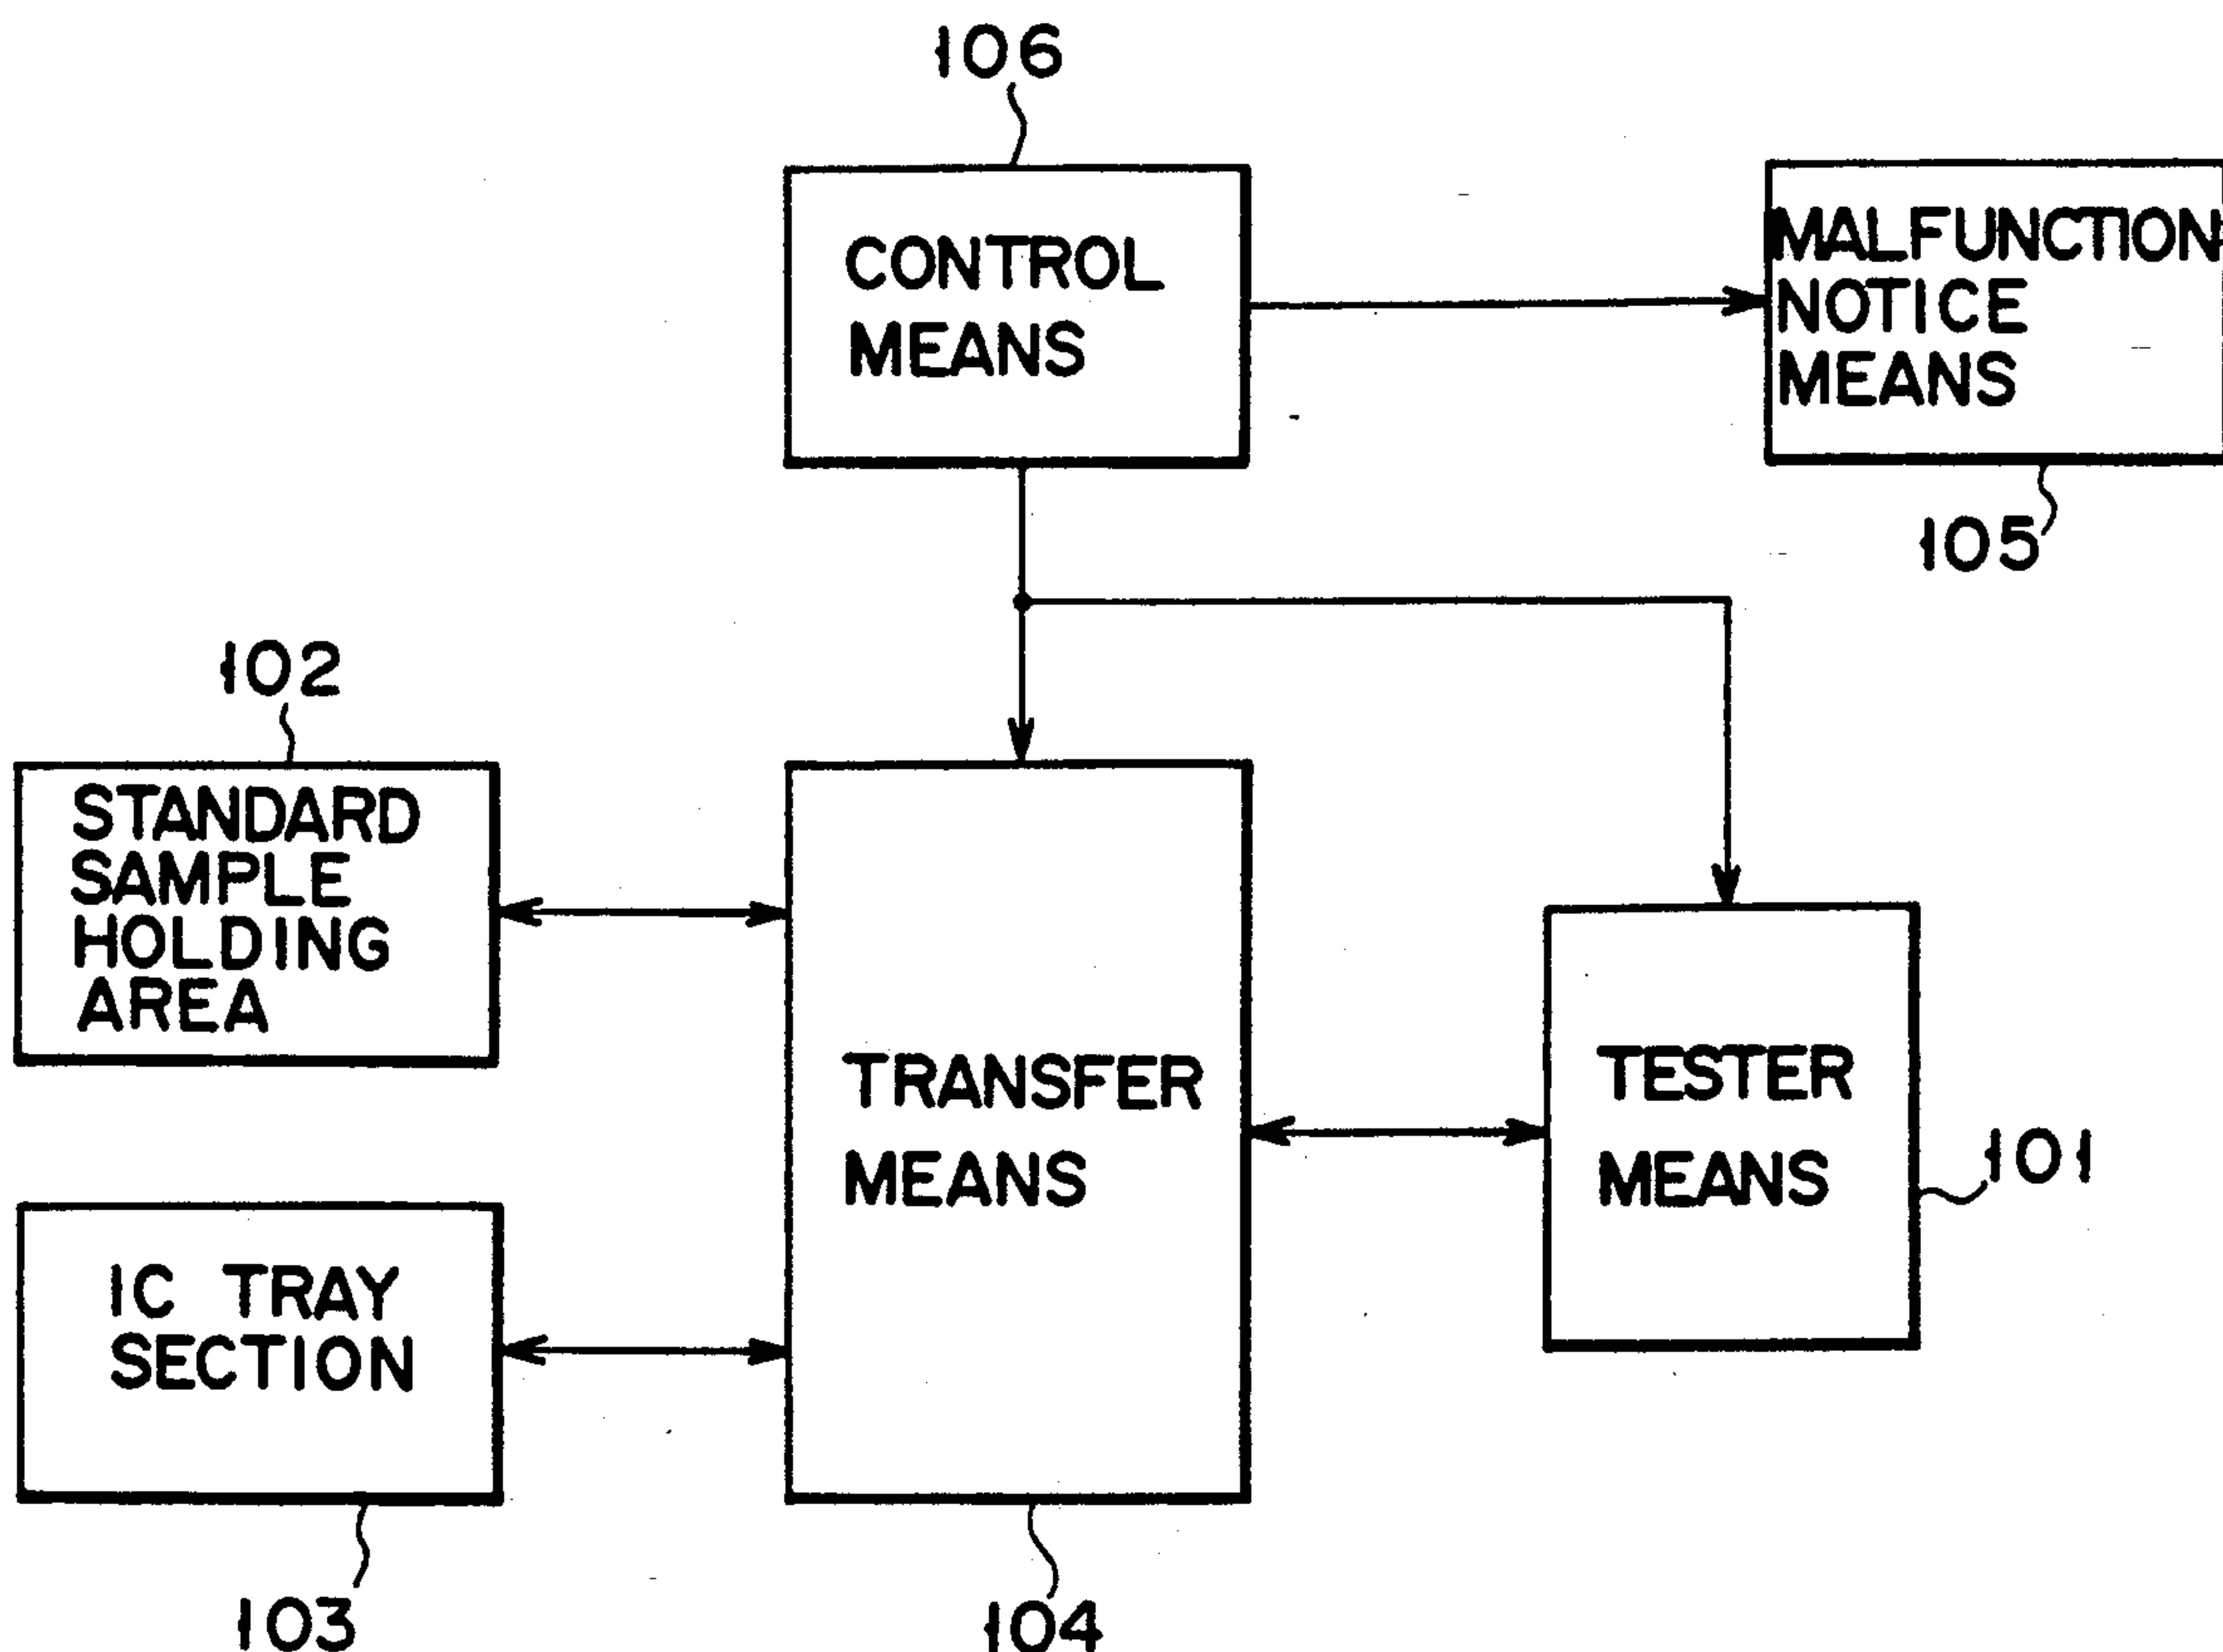 106
CONTROL
MEANS
MALFUNCTION
NOTICE
MEANS
105
102
STANDARD
SAMPLE
HOLDING
AREA
TRANSFER
MEANS
TESTER
MEANS
101
IC TRAY
SECTION
103
104